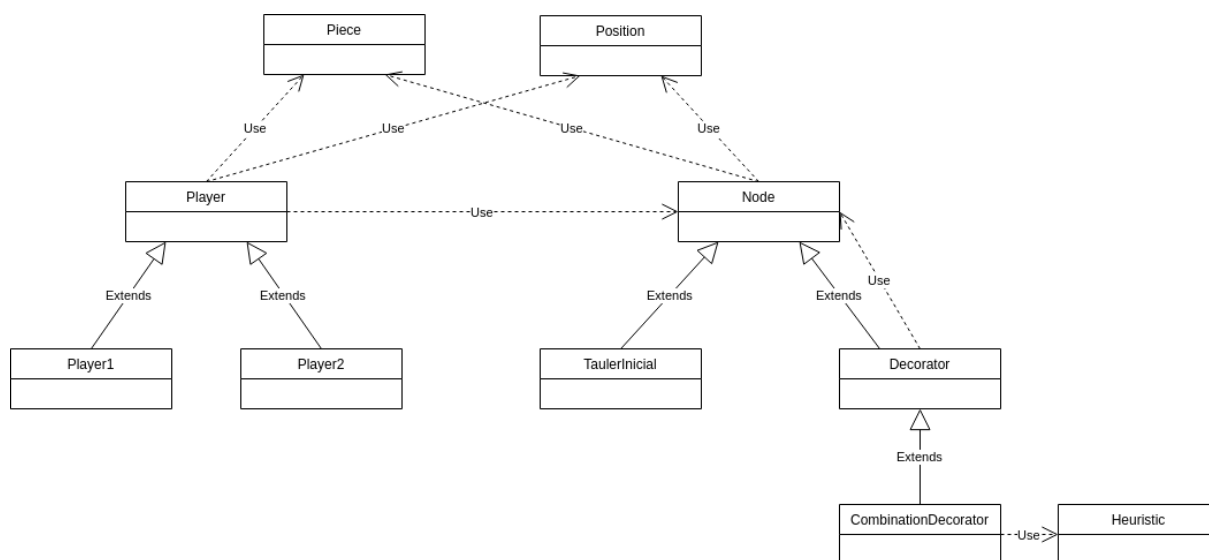 Piece
Position
Use
Use
Use
Use
Player
Node
Use
Use
Extends
Extends
Extends
Extends
Player1
Player2
TaulerInicial
Decorator
Extends
CombinationDecorator
Use
Heuristic